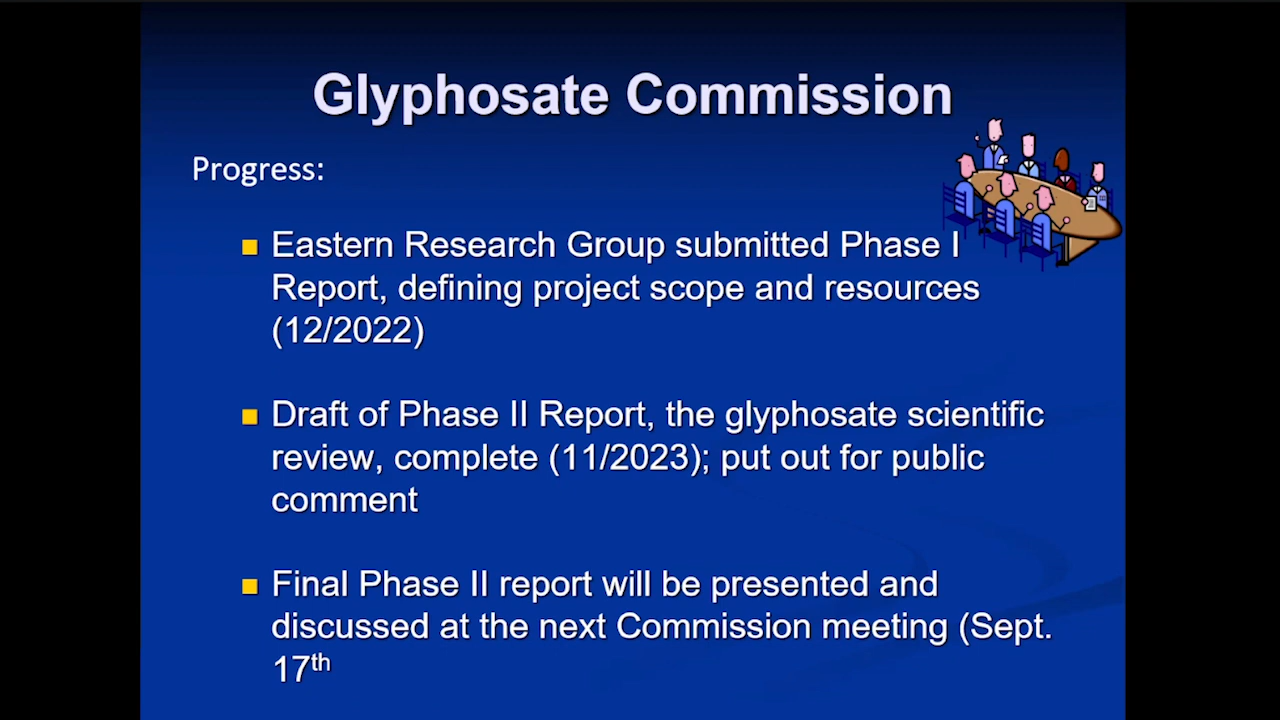 Glyphosate Commission
Progress:
Eastern Research Group submitted Phase I
Report, defining project scope and resources
(12/2022)
Draft of Phase II Report, the glyphosate scientific
review, complete (11/2023); put out for public
comment
Final Phase II report will be presented and
discussed at the next Commission meeting (Sept.
17th